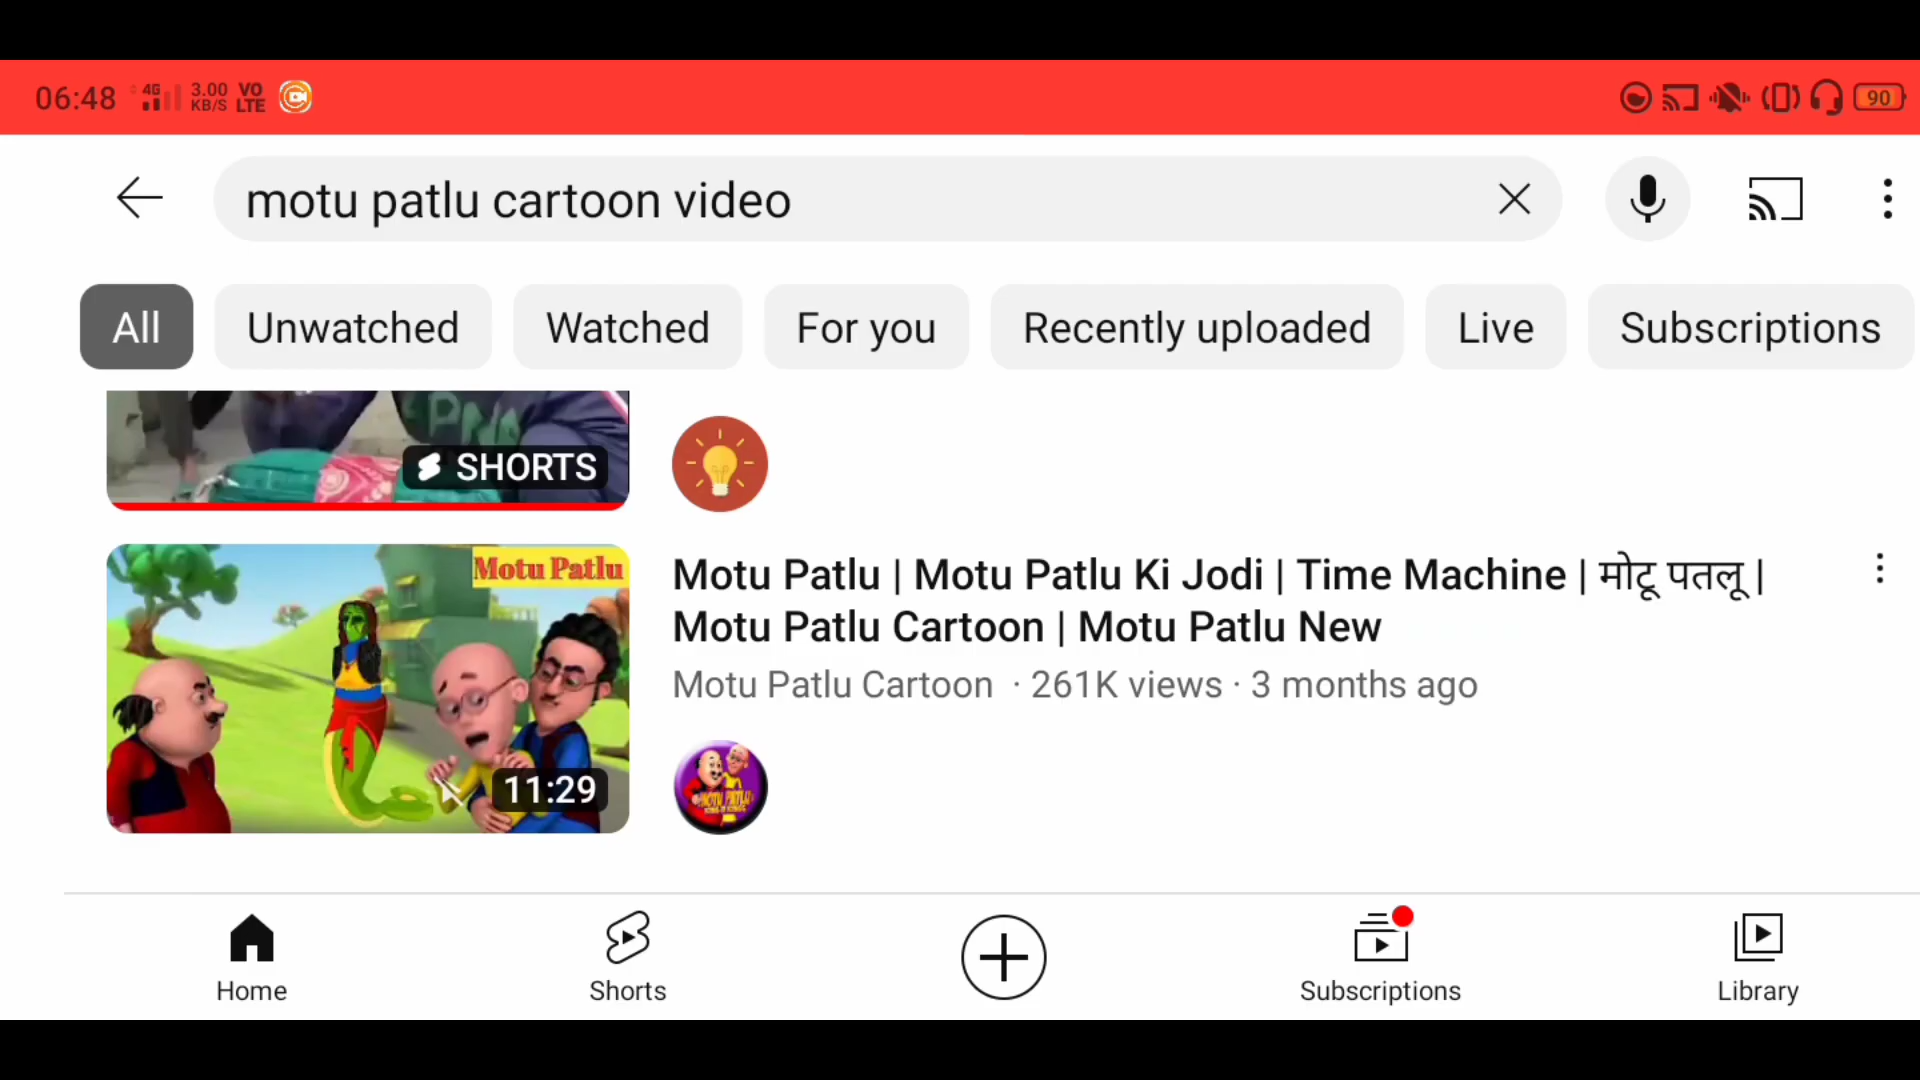 06:48 4G 3.00 KB/S VO LTE 90
motu patlu cartoon video
All Unwatched Watched For you Recently uploaded Live Subscriptions
SHORTS
Motu Patlu
11:29
Motu Patlu | Motu Patlu Ki Jodi | Time Machine | मोटू पतलू |
Motu Patlu Cartoon | Motu Patlu New
Motu Patlu Cartoon · 261K views · 3 months ago
MOTU PATLU
Home Shorts Subscriptions Library